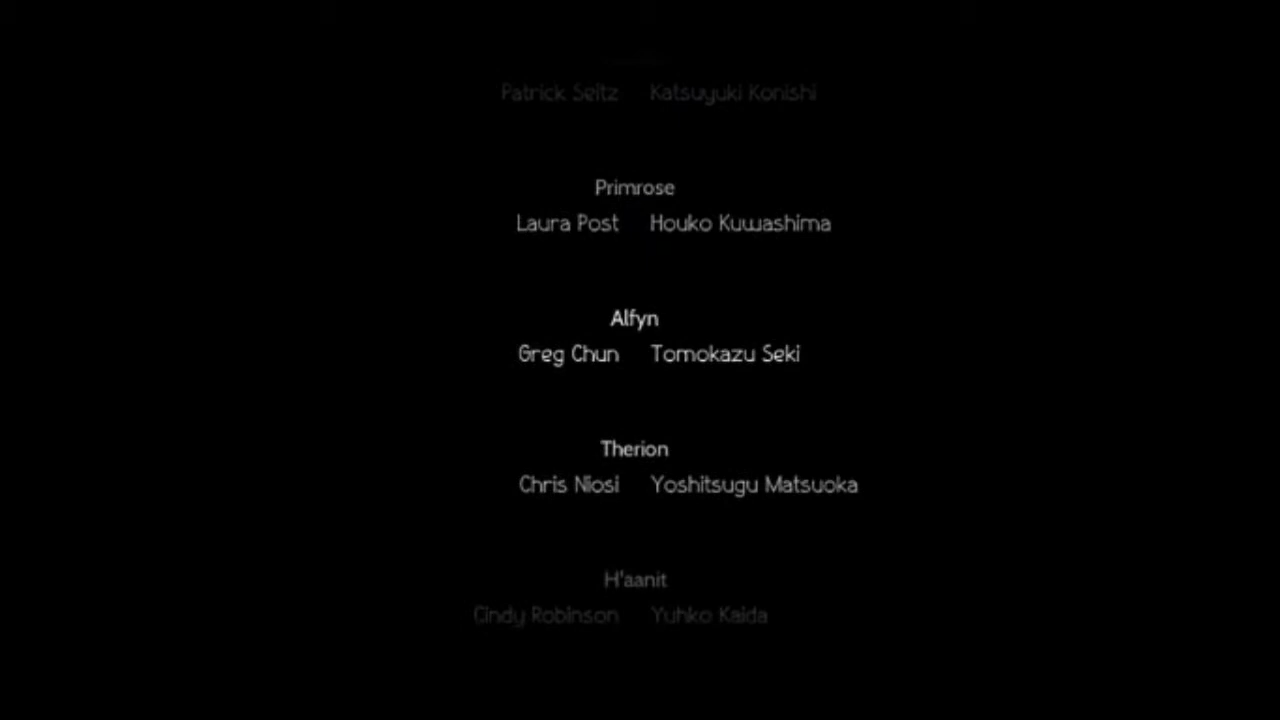 Patrick Seitz Katsuyuki Konishi
Primrose
Laura Post Houko Kuwashima
Alfyn
Greg Chun Tomokazu Seki
Therion
Chris Niosi Yoshitsugu Matsuoka
H'aanit
Cindy Robinson Yuhko Kaida